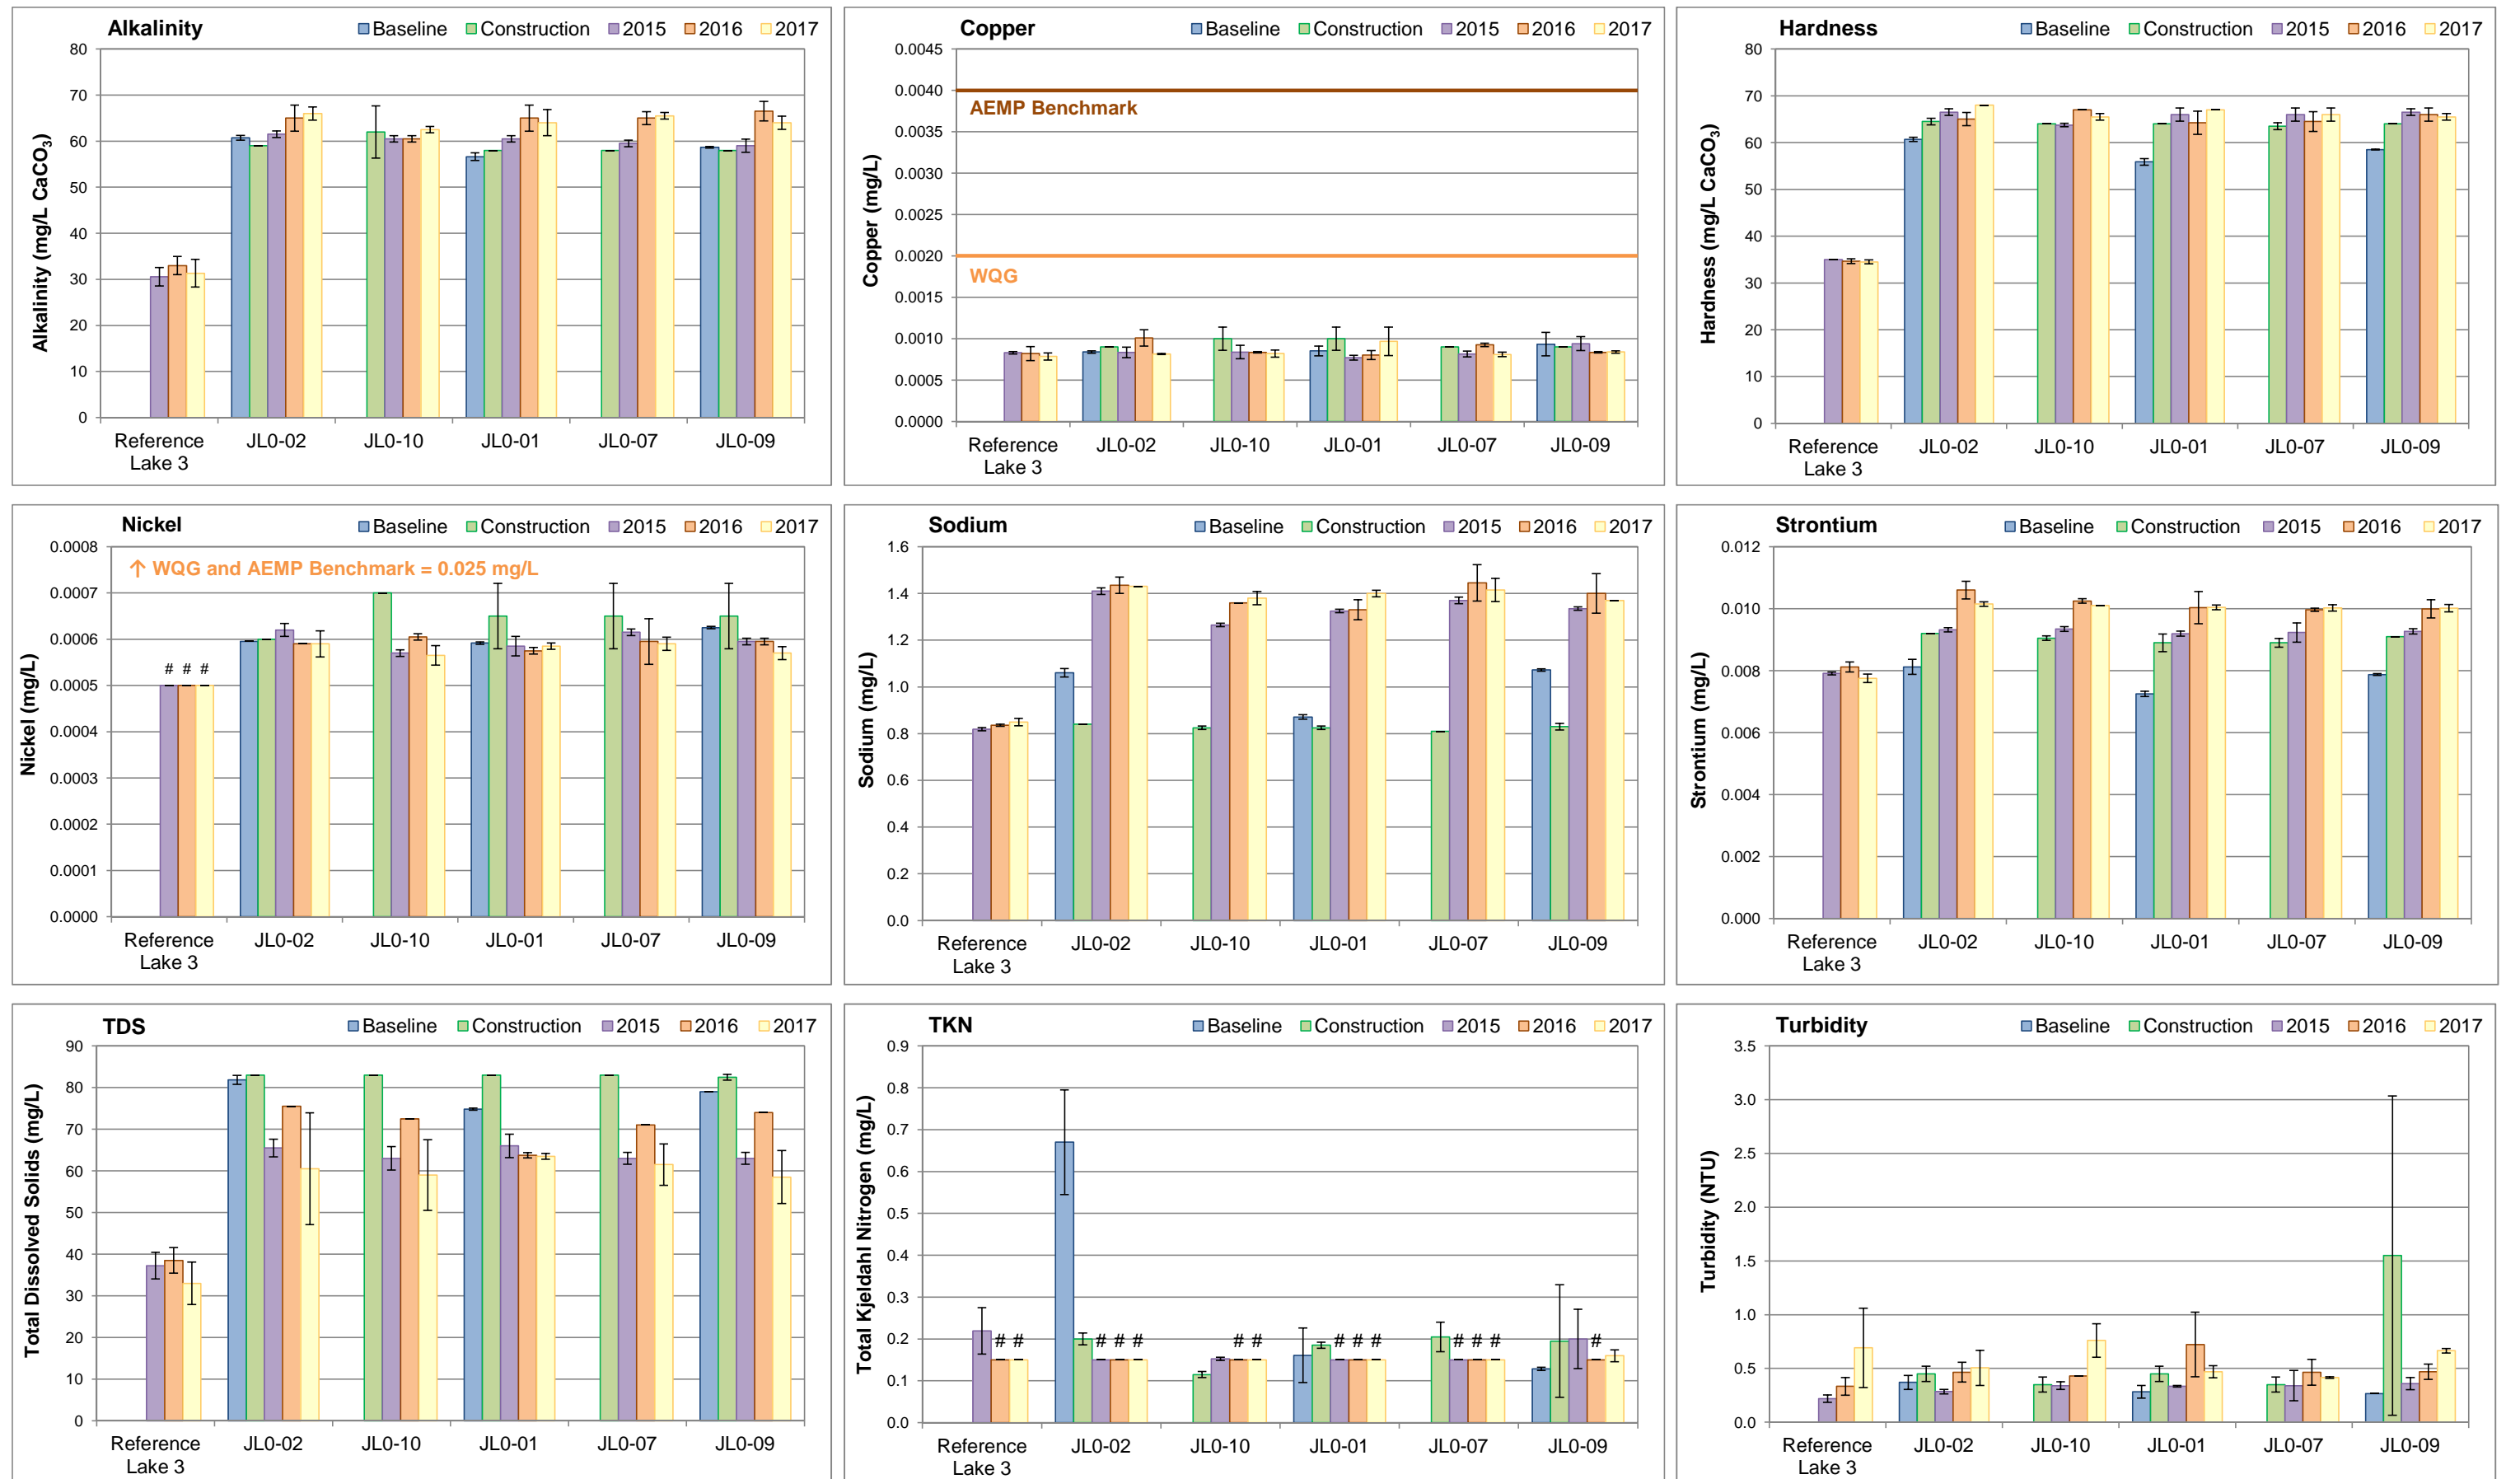 Alkalinity
Baseline Construction 2015 2016 2017
Alkalinity (mg/L CaCO3)
80
70
60
50
40
30
20
10
0
Reference Lake 3 JL0-02 JL0-10 JL0-01 JL0-07 JL0-09
Copper
Baseline Construction 2015 2016 2017
Copper (mg/L)
0.0045
0.0040
0.0035
0.0030
0.0025
0.0020
0.0015
0.0010
0.0005
0.0000
AEMP Benchmark
WQG
Reference Lake 3 JL0-02 JL0-10 JL0-01 JL0-07 JL0-09
Hardness
Baseline Construction 2015 2016 2017
Hardness (mg/L CaCO3)
80
70
60
50
40
30
20
10
0
Reference Lake 3 JL0-02 JL0-10 JL0-01 JL0-07 JL0-09
Nickel
Baseline Construction 2015 2016 2017
Nickel (mg/L)
0.0008
0.0007
0.0006
0.0005
0.0004
0.0003
0.0002
0.0001
0.0000
↑ WQG and AEMP Benchmark = 0.025 mg/L
# # #
Reference Lake 3 JL0-02 JL0-10 JL0-01 JL0-07 JL0-09
Sodium
Baseline Construction 2015 2016 2017
Sodium (mg/L)
1.6
1.4
1.2
1.0
0.8
0.6
0.4
0.2
0.0
Reference Lake 3 JL0-02 JL0-10 JL0-01 JL0-07 JL0-09
Strontium
Baseline Construction 2015 2016 2017
Strontium (mg/L)
0.012
0.010
0.008
0.006
0.004
0.002
0.000
Reference Lake 3 JL0-02 JL0-10 JL0-01 JL0-07 JL0-09
TDS
Baseline Construction 2015 2016 2017
Total Dissolved Solids (mg/L)
90
80
70
60
50
40
30
20
10
0
Reference Lake 3 JL0-02 JL0-10 JL0-01 JL0-07 JL0-09
TKN
Baseline Construction 2015 2016 2017
Total Kjeldahl Nitrogen (mg/L)
0.9
0.8
0.7
0.6
0.5
0.4
0.3
0.2
0.1
0.0
# # # # # # # # # # # # # #
Reference Lake 3 JL0-02 JL0-10 JL0-01 JL0-07 JL0-09
Turbidity
Baseline Construction 2015 2016 2017
Turbidity (NTU)
3.5
3.0
2.5
2.0
1.5
1.0
0.5
0.0
Reference Lake 3 JL0-02 JL0-10 JL0-01 JL0-07 JL0-09